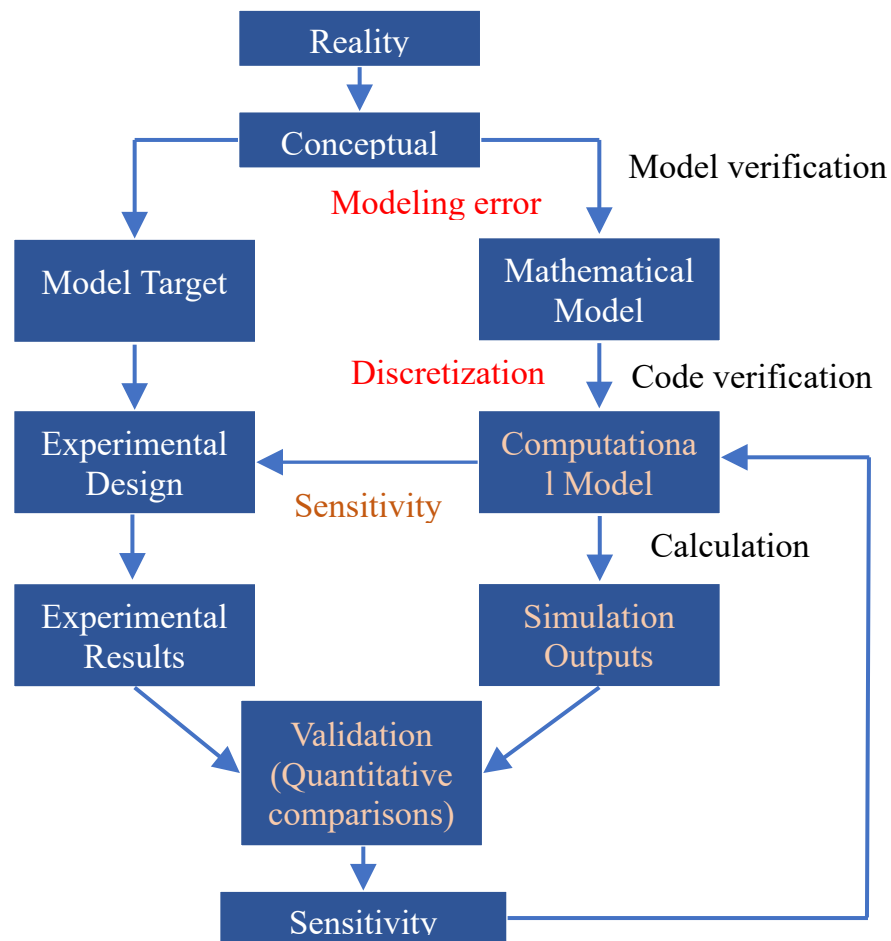 Reality
Conceptual
Model verification
Modeling error
Model Target
Mathematical
Model
Discretization
Code verification
Experimental
Design
Computationa
l Model
Sensitivity
Calculation
Experimental
Results
Simulation
Outputs
Validation
(Quantitative
comparisons)
Sensitivity